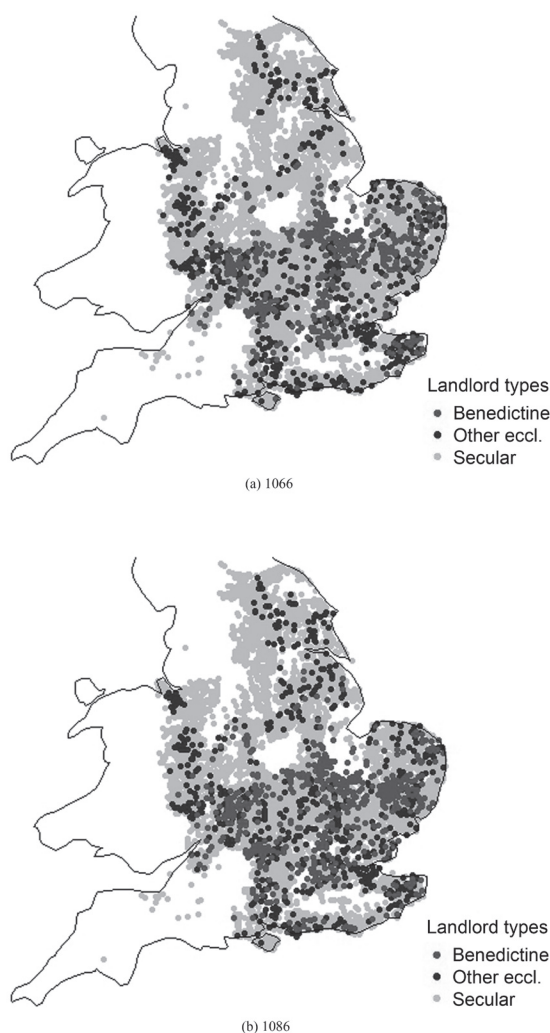 Landlord types
Benedictine
Other eccl.
Secular
(a) 1066
Landlord types
Benedictine
Other eccl.
Secular
(b) 1086